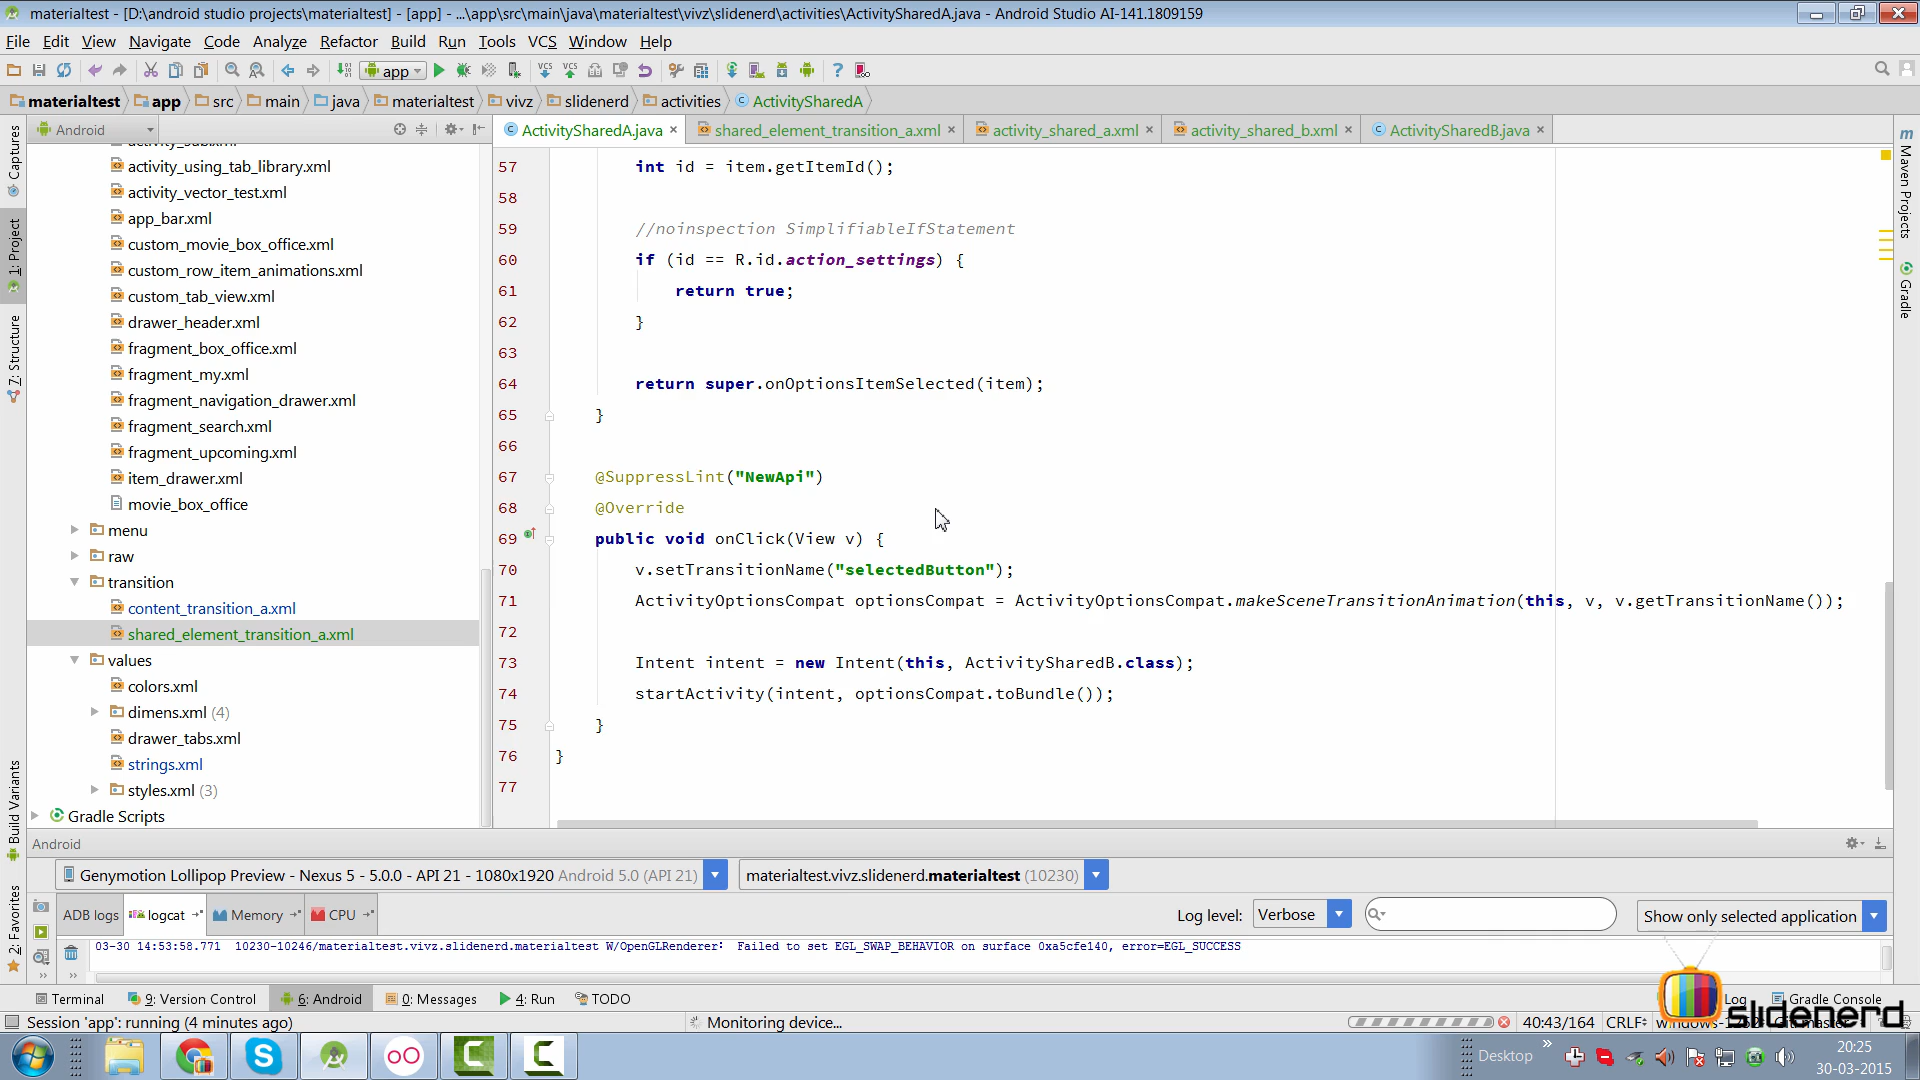 materialtest - [D:\android studio projects\materialtest] - [app] - ...\app\src\main\java\materialtest\vivz\slidenerd\activities\ActivitySharedA.java - Android Studio AI-141.1809159
File Edit View Navigate Code Analyze Refactor Build Run Tools VCS Window Help
app
materialtest app src main java materialtest vivz slidenerd activities ActivitySharedA
Android
ActivitySharedA.java shared_element_transition_a.xml activity_shared_a.xml activity_shared_b.xml ActivitySharedB.java
Captures
1: Project
7: Structure
Build Variants
2: Favorites
Maven Projects
Gradle
activity_using_tab_library.xml
activity_vector_test.xml
app_bar.xml
custom_movie_box_office.xml
custom_row_item_animations.xml
custom_tab_view.xml
drawer_header.xml
fragment_box_office.xml
fragment_my.xml
fragment_navigation_drawer.xml
fragment_search.xml
fragment_upcoming.xml
item_drawer.xml
movie_box_office
menu
raw
transition
content_transition_a.xml
shared_element_transition_a.xml
values
colors.xml
dimens.xml (4)
drawer_tabs.xml
strings.xml
styles.xml (3)
Gradle Scripts
57 int id = item.getItemId();
58
59 //noinspection SimplifiableIfStatement
60 if (id == R.id.action_settings) {
61 return true;
62 }
63
64 return super.onOptionsItemSelected(item);
65 }
66
67 @SuppressLint("NewApi")
68 @Override
69 public void onClick(View v) {
70 v.setTransitionName("selectedButton");
71 ActivityOptionsCompat optionsCompat = ActivityOptionsCompat.makeSceneTransitionAnimation(this, v, v.getTransitionName());
72
73 Intent intent = new Intent(this, ActivitySharedB.class);
74 startActivity(intent, optionsCompat.toBundle());
75 }
76 }
77
Android
Genymotion Lollipop Preview - Nexus 5 - 5.0.0 - API 21 - 1080x1920 Android 5.0 (API 21) materialtest.vivz.slidenerd.materialtest (10230)
ADB logs logcat Memory CPU Log level: Verbose Show only selected application
03-30 14:53:58.771 10230-10246/materialtest.vivz.slidenerd.materialtest W/OpenGLRenderer: Failed to set EGL_SWAP_BEHAVIOR on surface 0xa5cfe140, error=EGL_SUCCESS
Terminal 9: Version Control 6: Android 0: Messages 4: Run TODO Log Gradle Console
Session 'app': running (4 minutes ago) Monitoring device... 40:43/164 CRLF
slidenerd
Desktop
20:25
30-03-2015